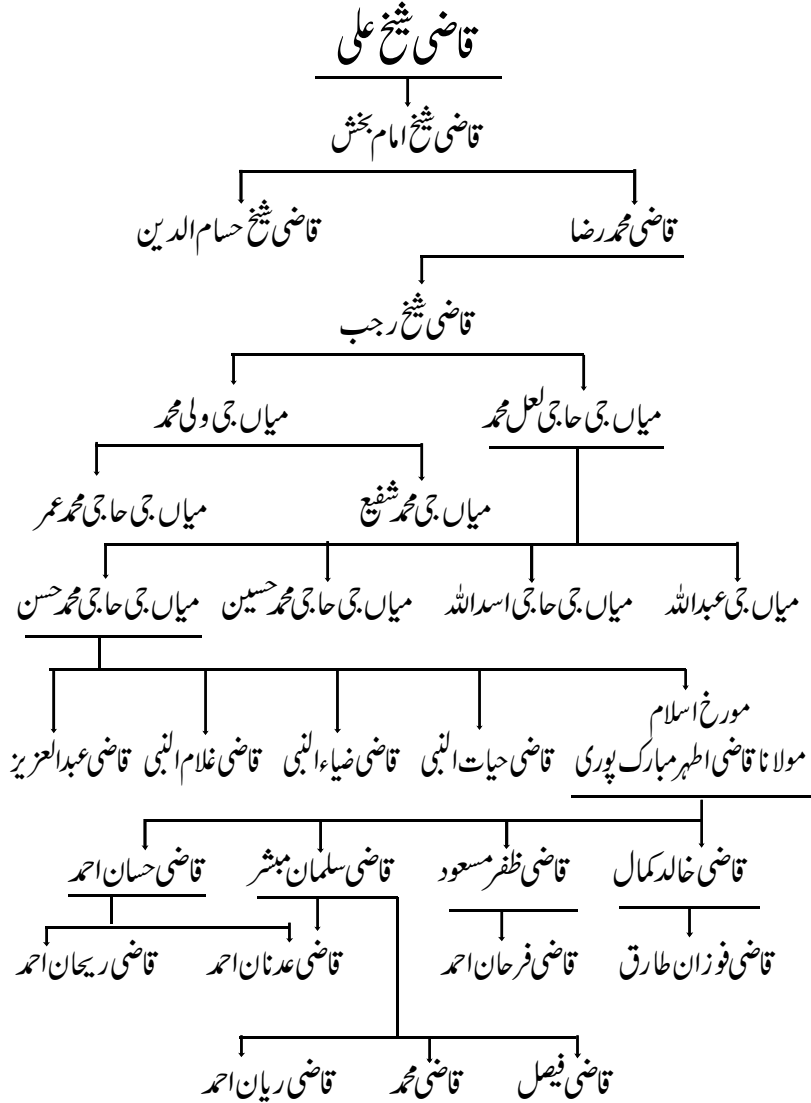 قاضی شیخ علی
قاضی شیخ امام بخش
قاضی محمد رضا
قاضی شیخ حسام الدین
قاضی شیخ رجب
میاں جی حاجی لعل محمد
میاں جی ولی محمد
میاں جی محمد شفیع
میاں جی حاجی محمد عمر
میاں جی عبداللہ
میاں جی حاجی اسداللہ
میاں جی حاجی محمد حسین
میاں جی حاجی محمد حسن
مورخ اسلام
مولانا قاضی اطہر مبارک پوری
قاضی حیات النبی
قاضی ضیاء النبی
قاضی غلام النبی
قاضی عبدالعزیز
قاضی خالد کمال
قاضی ظفر مسعود
قاضی سلمان مبشر
قاضی حسان احمد
قاضی فوزان طارق
قاضی فرحان احمد
قاضی عدنان احمد
قاضی ریحان احمد
قاضی فیصل
قاضی محمد
قاضی ریان احمد